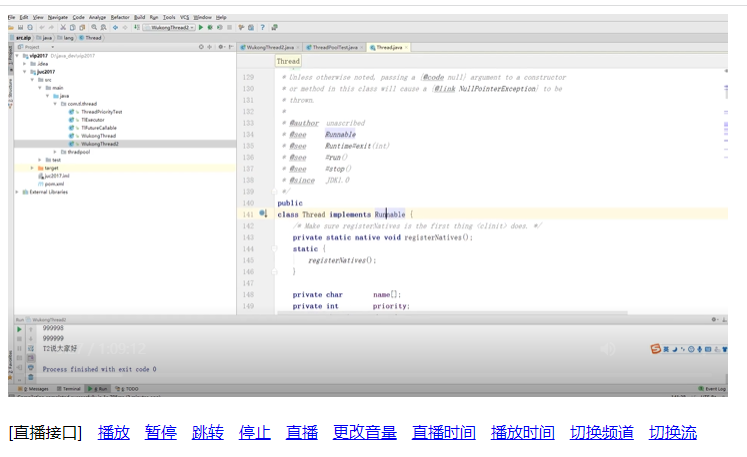 File Edit View Navigate Code Analyze Refactor Build Run Tools VCS Window Help
WukongThread2
src.zip java lang Thread
Project
WukongThread2.java ThreadPoolTest.java Thread.java
Thread
vip2017
.idea
juc2017
src
main
java
com.d.thread
ThreadPriorityTest
TIExecutor
TIFutureCallable
WukongThread
WukongThread2
thradpool
test
target
juc2017.iml
pom.xml
External Libraries
129 * Unless otherwise noted, passing a {@code null} argument to a constructor
130 * or method in this class will cause a {@link NullPointerException} to be
131 * thrown.
132 *
133 * @author unascribed
134 * @see Runnable
135 * @see Runtime#exit(int)
136 * @see #run()
137 * @see #stop()
138 * @since JDK1.0
139 */
140 public
141 class Thread implements Runnable {
142 /* Make sure registerNatives is the first thing <clinit> does. */
143 private static native void registerNatives();
144 static {
145 registerNatives();
146 }
147
148 private char name[];
149 private int priority;
Run WukongThread2
999998
999999
T2说大家好
/ 1:09:12
Process finished with exit code 0
英
Messages Terminal Run TODO
Event Log
[直播接口] 播放 暂停 跳转 停止 直播 更改音量 直播时间 播放时间 切换频道 切换流